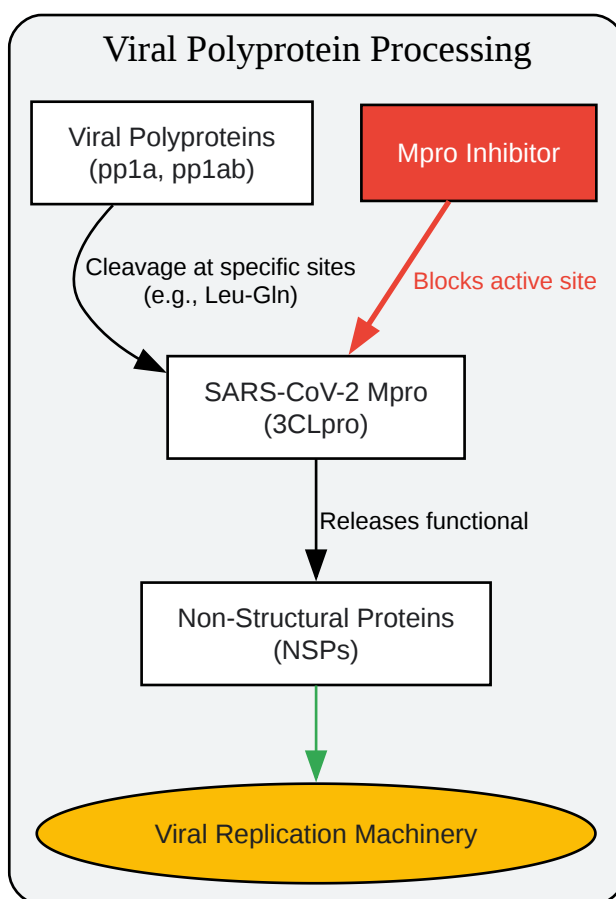 Viral Polyprotein Processing
Viral Polyproteins
(pp1a, pp1ab)
Mpro Inhibitor
Cleavage at specific sites
(e.g., Leu-Gln)
Blocks active site
SARS-CoV-2 Mpro
(3CLpro)
Releases functional
Non-Structural Proteins
(NSPs)
Viral Replication Machinery